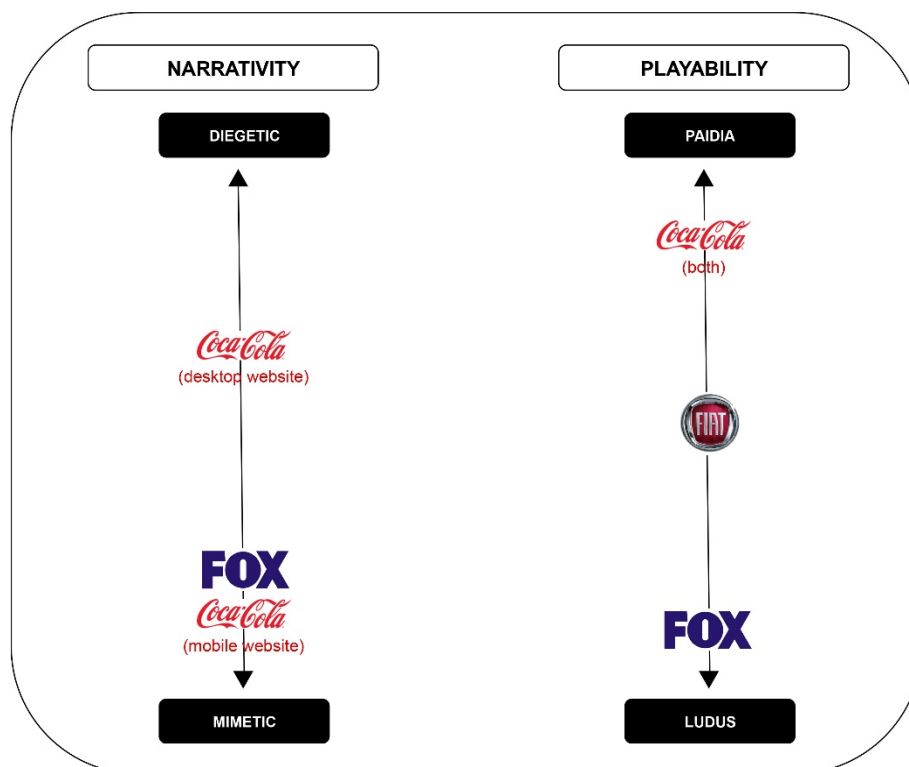 NARRATIVITY
DIEGETIC
Coca-Cola
(desktop website)
FOX
Coca-Cola
(mobile website)
MIMETIC
PLAYABILITY
PAIDIA
Coca-Cola
(both)
FIAT
FOX
LUDUS